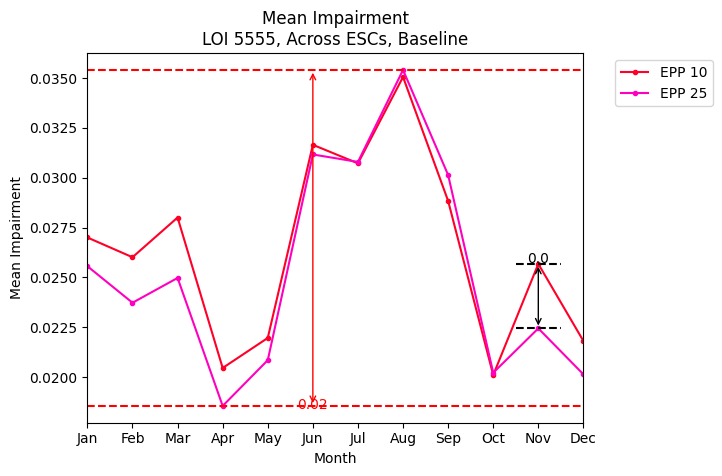 Mean Impairment
LOI 5555, Across ESCs, Baseline
EPP 10
EPP 25
Mean Impairment
0.0350
0.0325
0.0300
0.0275
0.0250
0.0225
0.0200
0.0
0.02
Jan Feb Mar Apr May Jun Jul Aug Sep Oct Nov Dec
Month